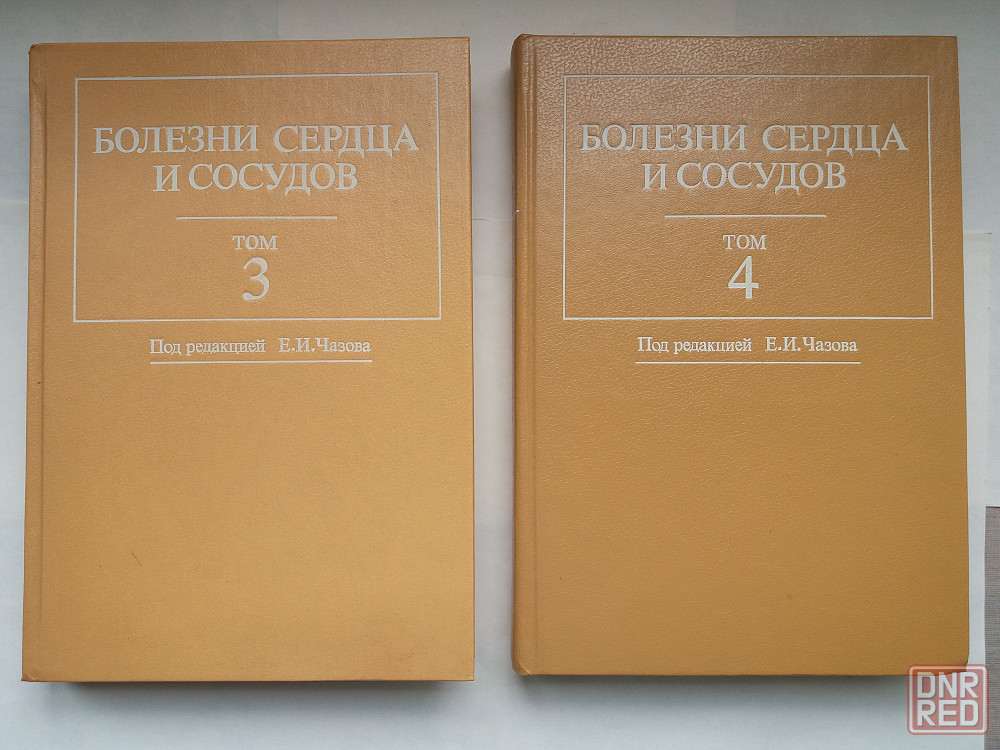 БОЛЕЗНИ СЕРДЦА
И СОСУДОВ
ТОМ
3
Под редакцией Е.И.Чазова
БОЛЕЗНИ СЕРДЦА
И СОСУДОВ
ТОМ
4
Под редакцией Е.И.Чазова
DNR
RED